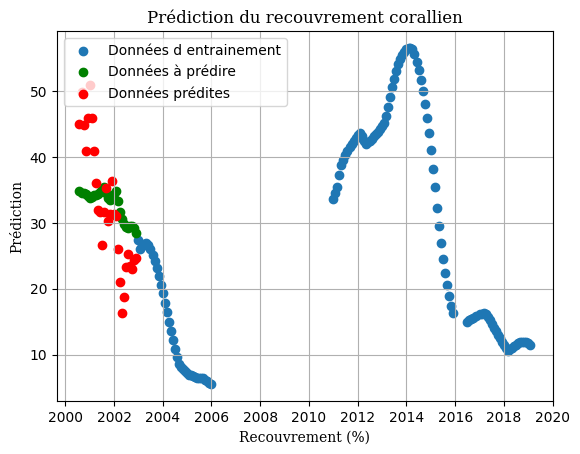 Prédiction du recouvrement corallien
Données d entrainement
Données à prédire
Données prédites
Prédiction
50
40
30
20
10
2000 2002 2004 2006 2008 2010 2012 2014 2016 2018 2020
Recouvrement (%)